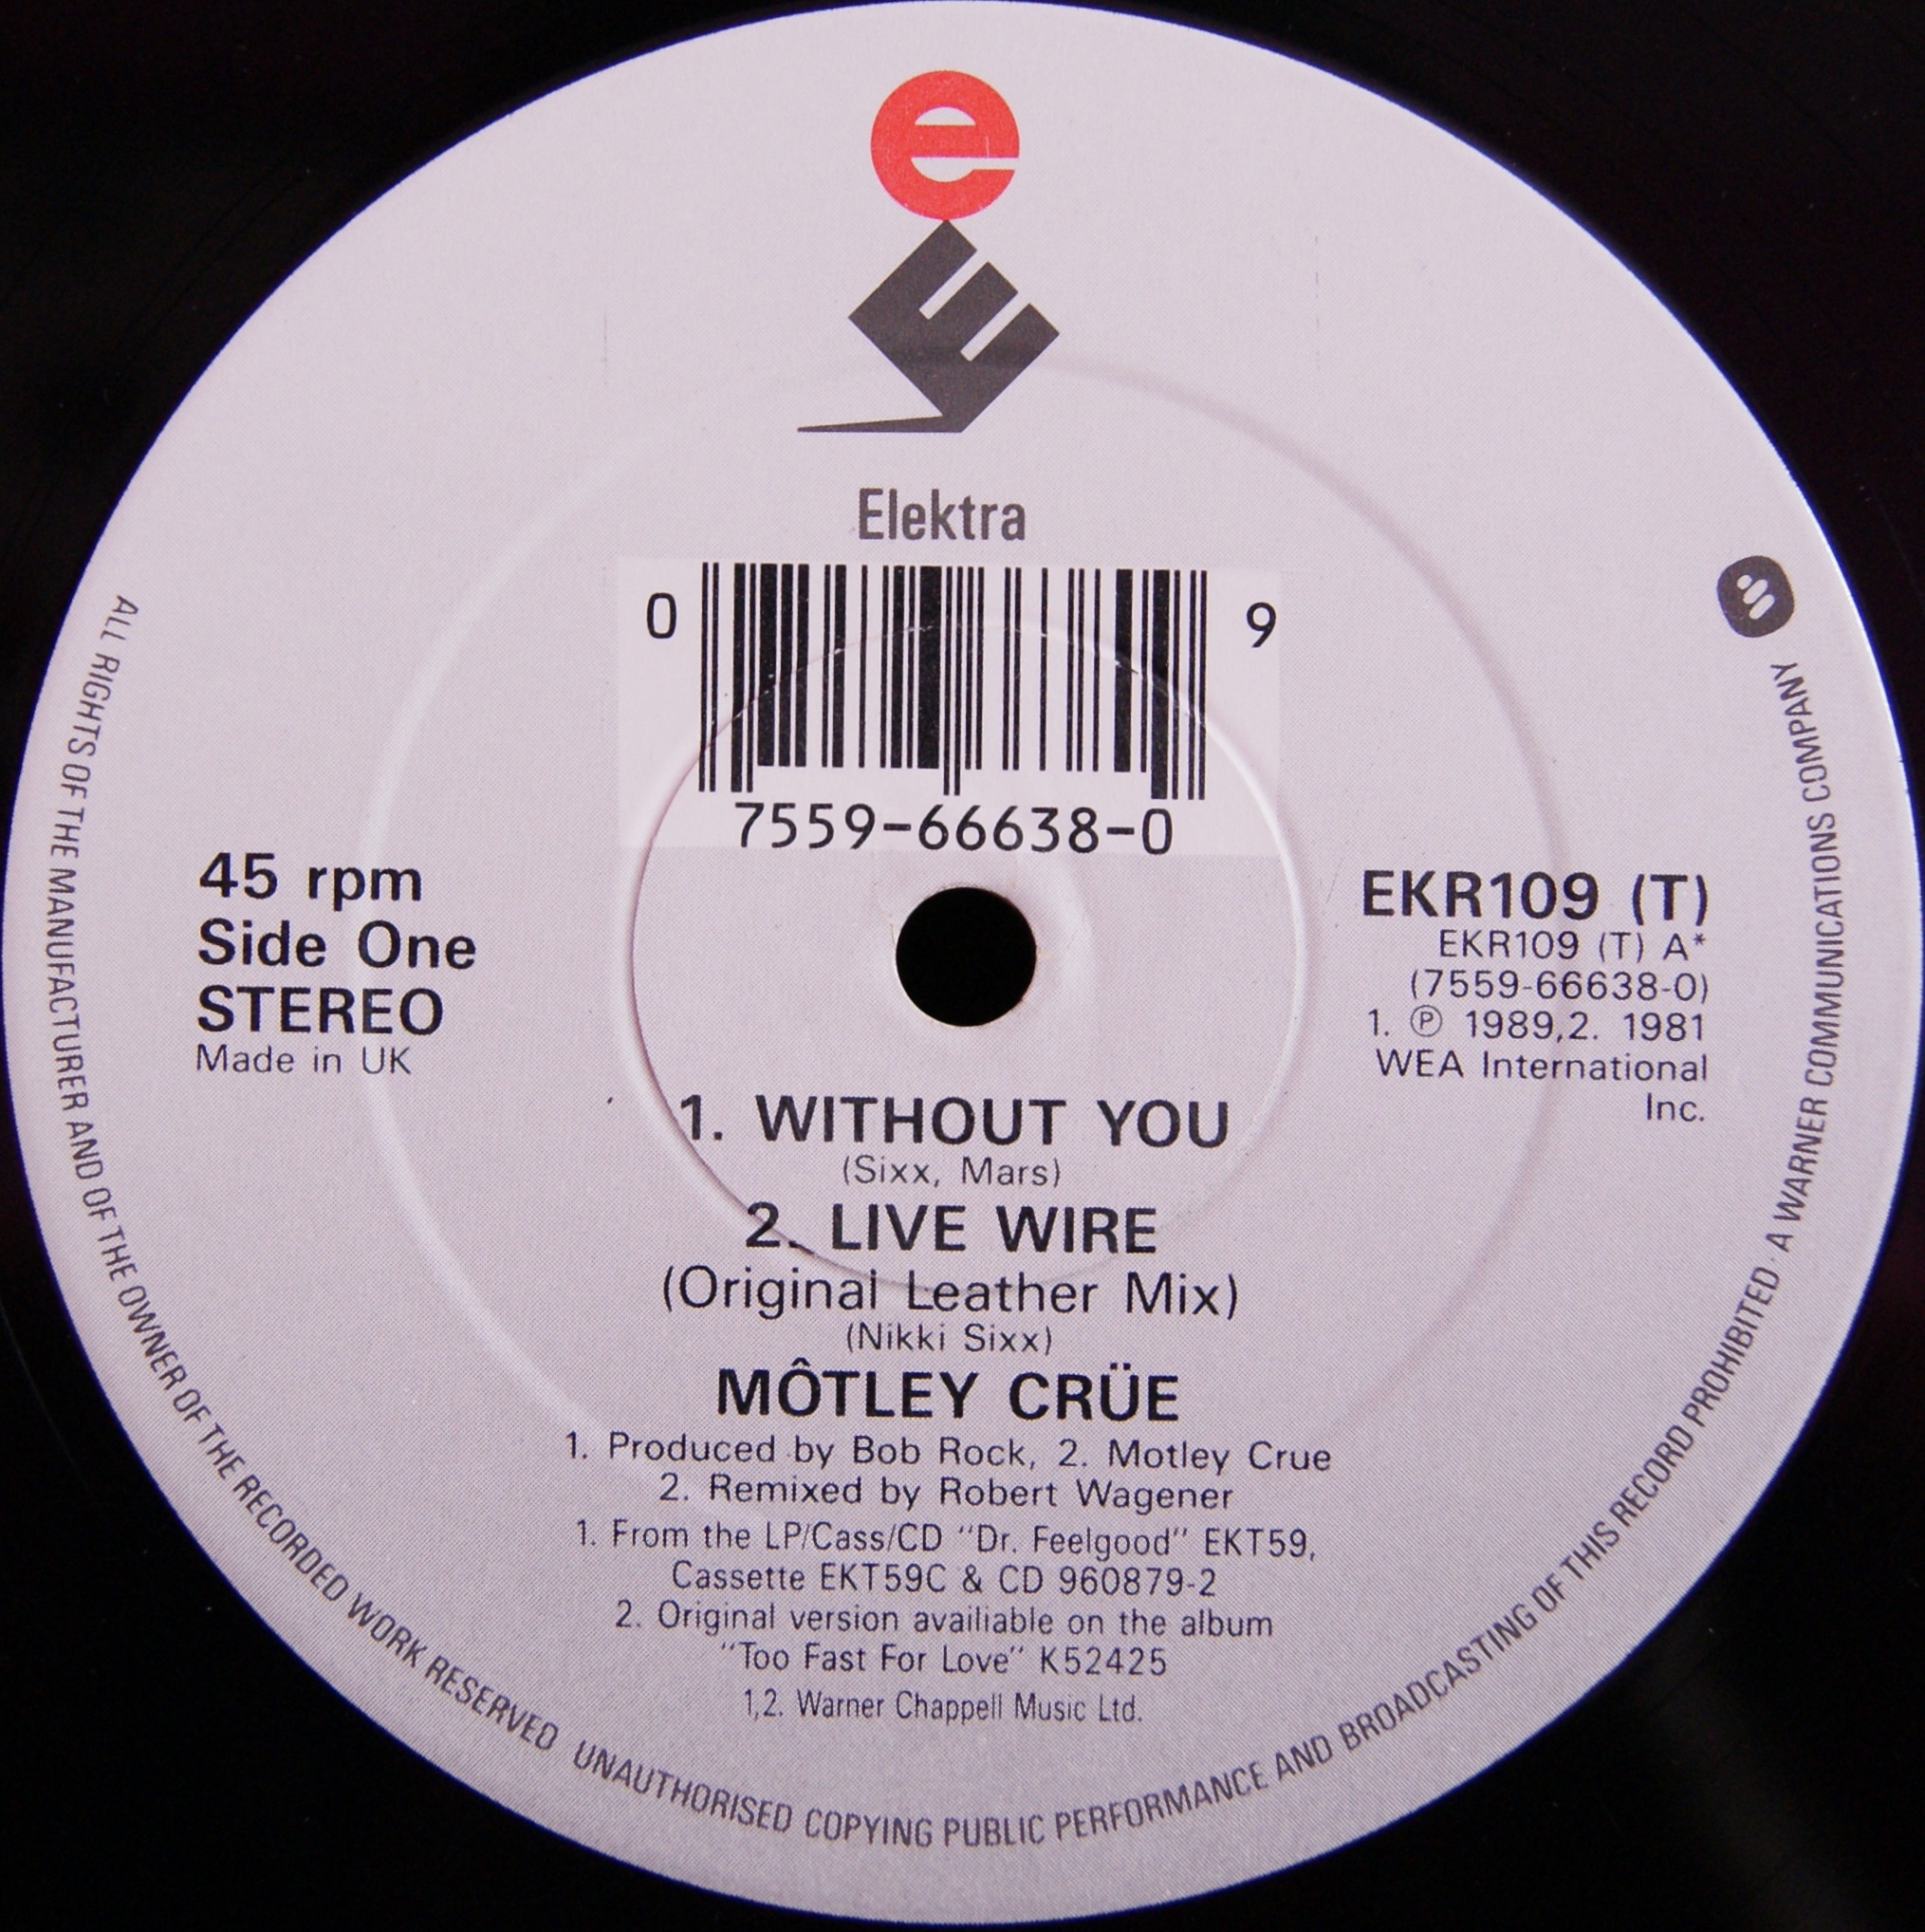 e
E
Elektra
0 9
7559-66638-0
45 rpm
Side One
STEREO
Made in UK
EKR109 (T)
EKR109 (T) A*
(7559-66638-0)
1. Ⓟ 1989,2. 1981
WEA International
Inc.
1. WITHOUT YOU
(Sixx, Mars)
2. LIVE WIRE
(Original Leather Mix)
(Nikki Sixx)
MÔTLEY CRÜE
1. Produced by Bob Rock, 2. Motley Crue
2. Remixed by Robert Wagener
1. From the LP/Cass/CD "Dr. Feelgood" EKT59,
Cassette EKT59C & CD 960879-2
2. Original version availiable on the album
"Too Fast For Love" K52425
1,2. Warner Chappell Music Ltd.
ALL RIGHTS OF THE MANUFACTURER AND OF THE OWNER OF THE RECORDED WORK RESERVED UNAUTHORISED COPYING PUBLIC PERFORMANCE AND BROADCASTING OF THIS RECORD PROHIBITED · A WARNER COMMUNICATIONS COMPANY